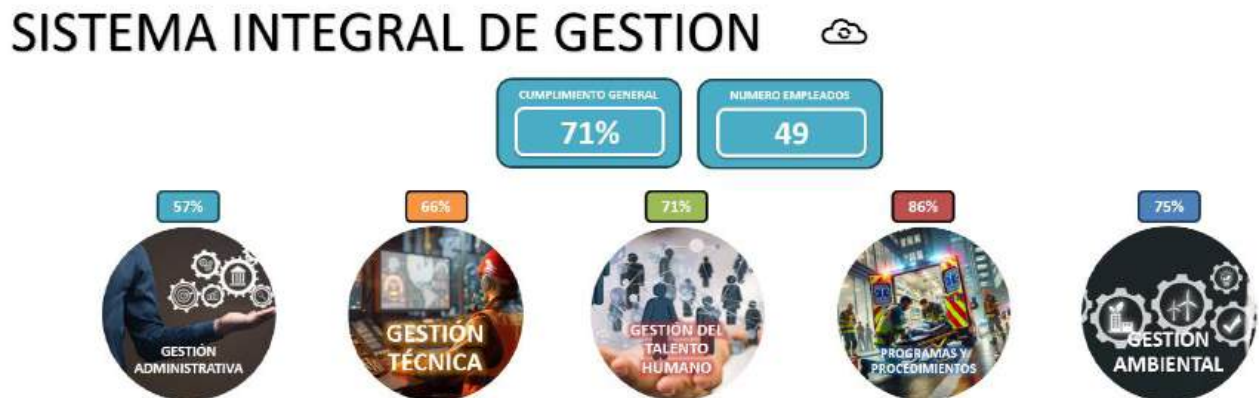 SISTEMA INTEGRAL DE GESTION
CUMPLIMIENTO GENERAL
71%
NUMERO EMPLEADOS
49
57%
66%
71%
86%
75%
GESTIÓN
ADMINISTRATIVA
GESTIÓN
TÉCNICA
GESTIÓN DEL
TALENTO
HUMANO
PROGRAMAS Y
PROCEDIMIENTOS
GESTIÓN
AMBIENTAL